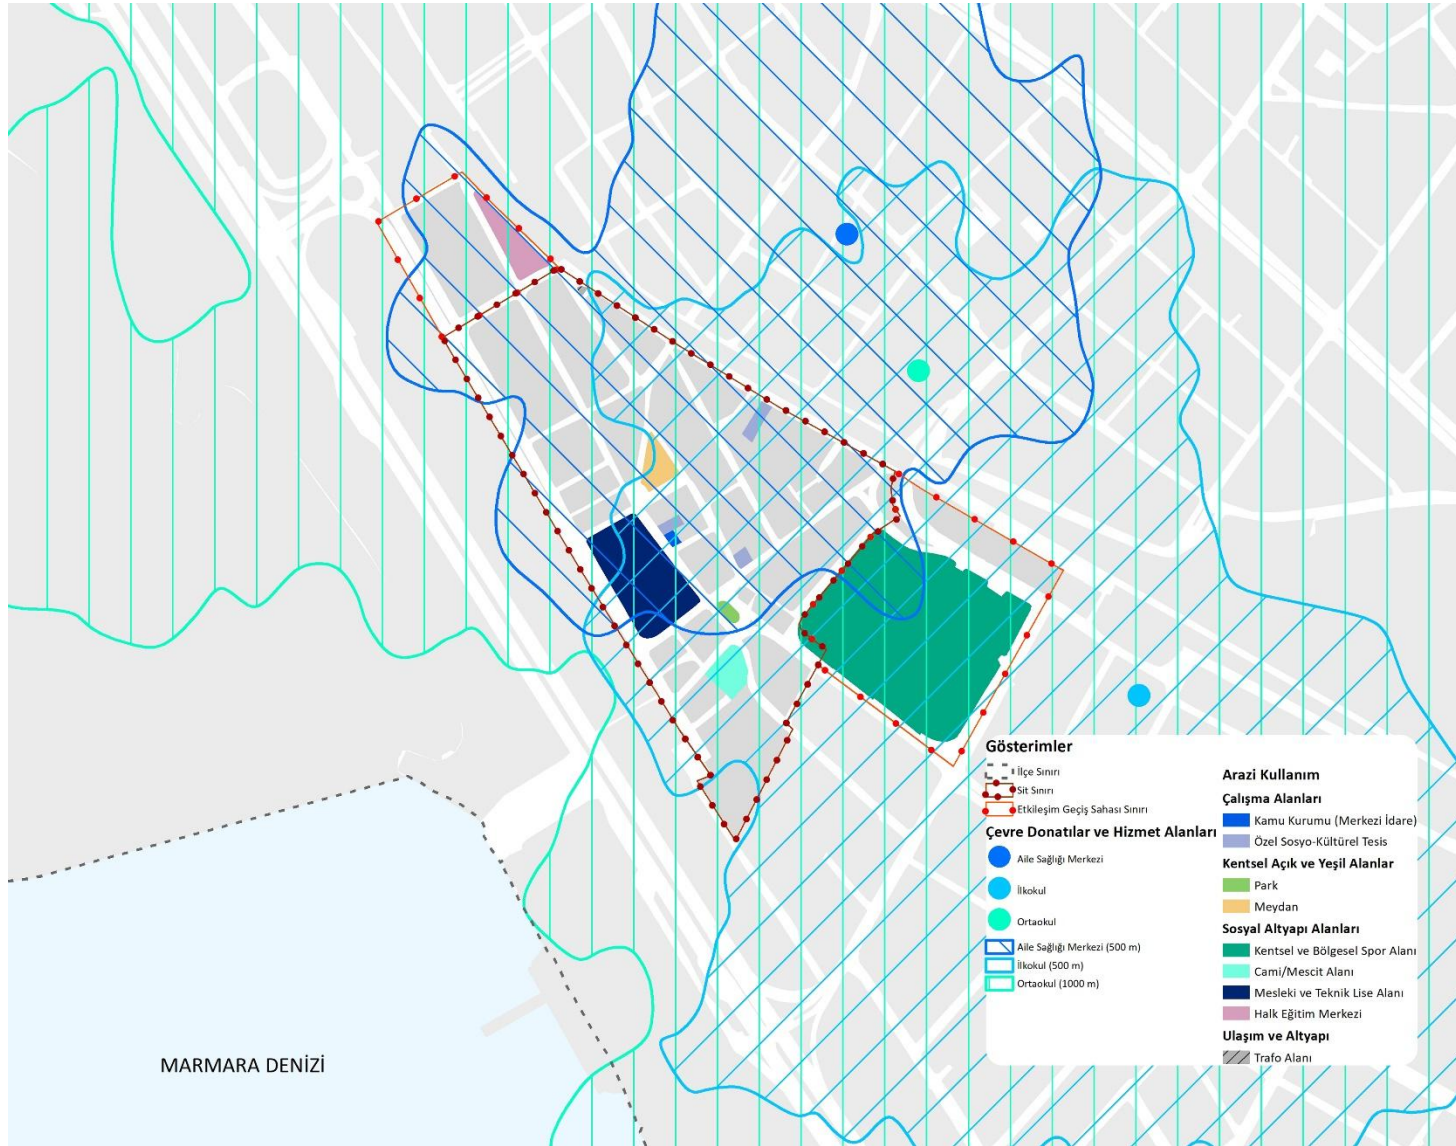 Gösterimler
İlçe Sınırı
Sit Sınırı
Etkileşim Geçiş Sahası Sınırı
Çevre Donatılar ve Hizmet Alanları
Aile Sağlığı Merkezi
İlkokul
Ortaokul
Aile Sağlığı Merkezi (500 m)
İlkokul (500 m)
Ortaokul (1000 m)
Arazi Kullanım
Çalışma Alanları
Kamu Kurumu (Merkezi İdare)
Özel Sosyo-Kültürel Tesis
Kentsel Açık ve Yeşil Alanlar
Park
Meydan
Sosyal Altyapı Alanları
Kentsel ve Bölgesel Spor Alanı
Cami/Mescit Alanı
Mesleki ve Teknik Lise Alanı
Halk Eğitim Merkezi
Ulaşım ve Altyapı
Trafo Alanı
MARMARA DENİZİ